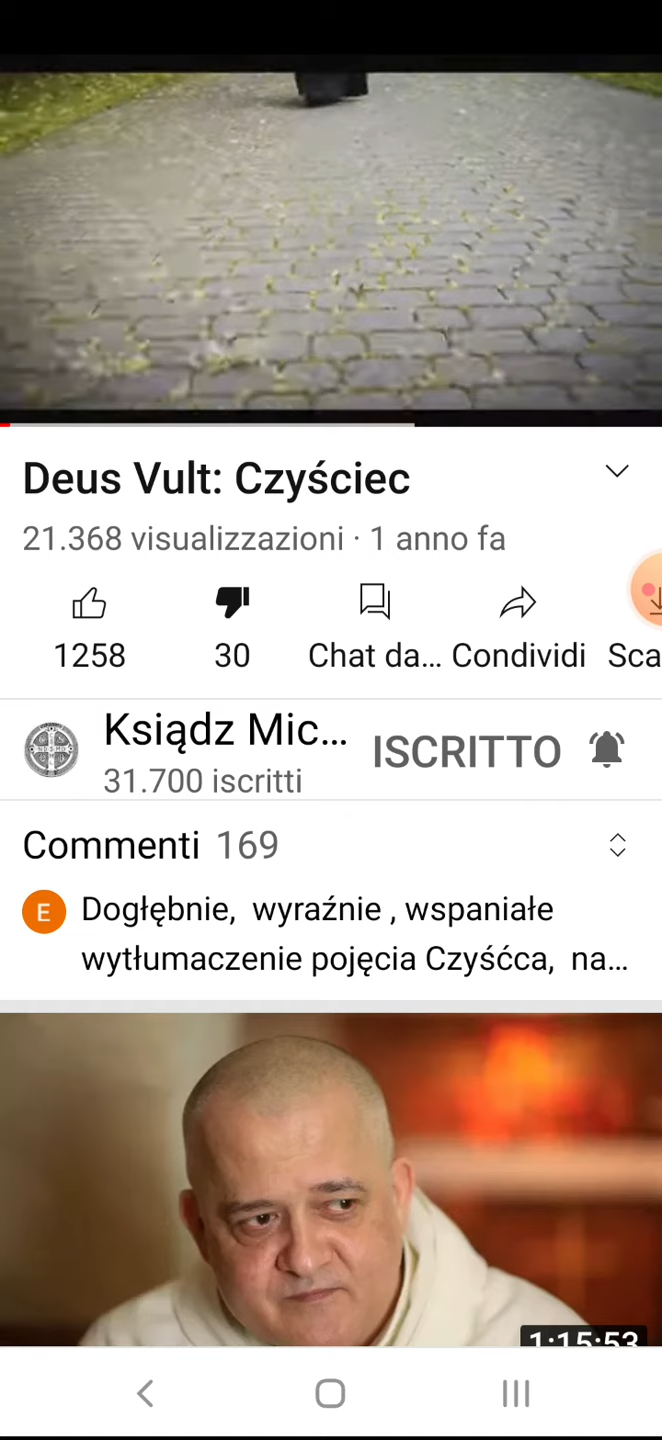 Deus Vult: Czyściec
21.368 visualizzazioni · 1 anno fa
1258 30 Chat da... Condividi Sca
Ksiądz Mic... ISCRITTO
31.700 iscritti
Commenti 169
E Dogłębnie, wyraźnie , wspaniałe
wytłumaczenie pojęcia Czyśćca, na...
1:15:53